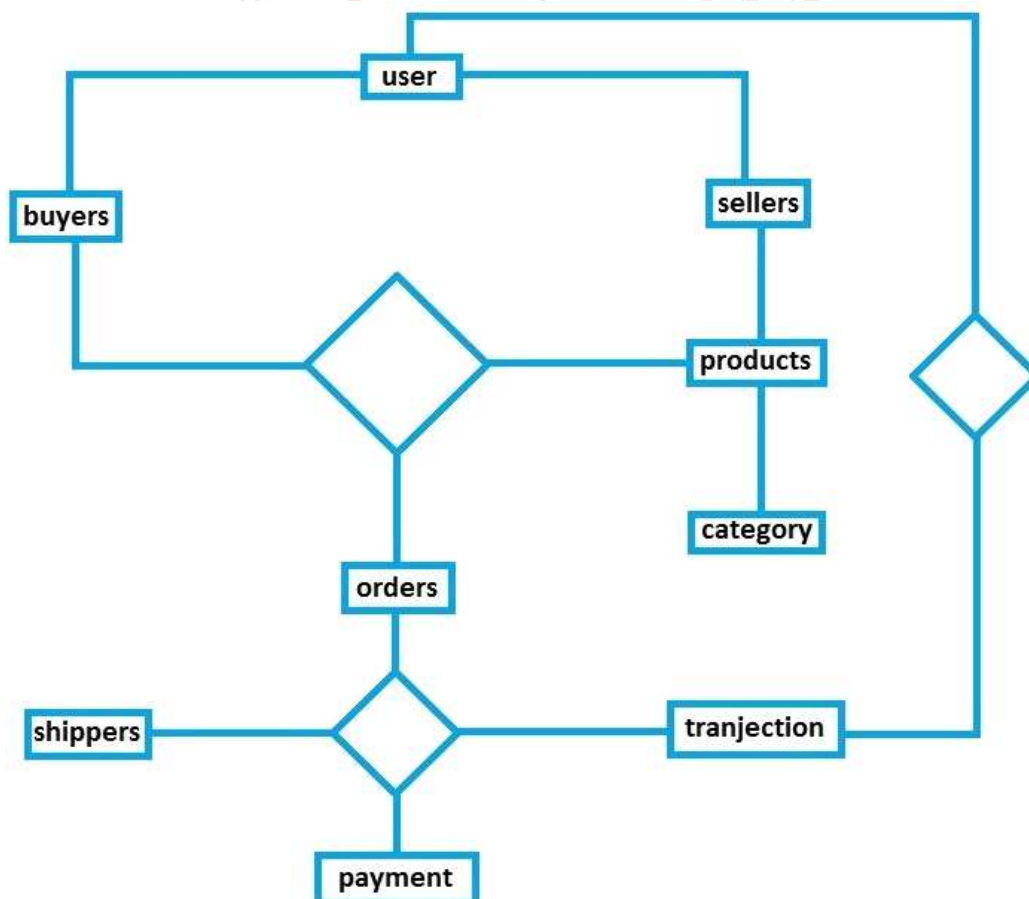 user
buyers
sellers
products
category
orders
shippers
tranjection
payment